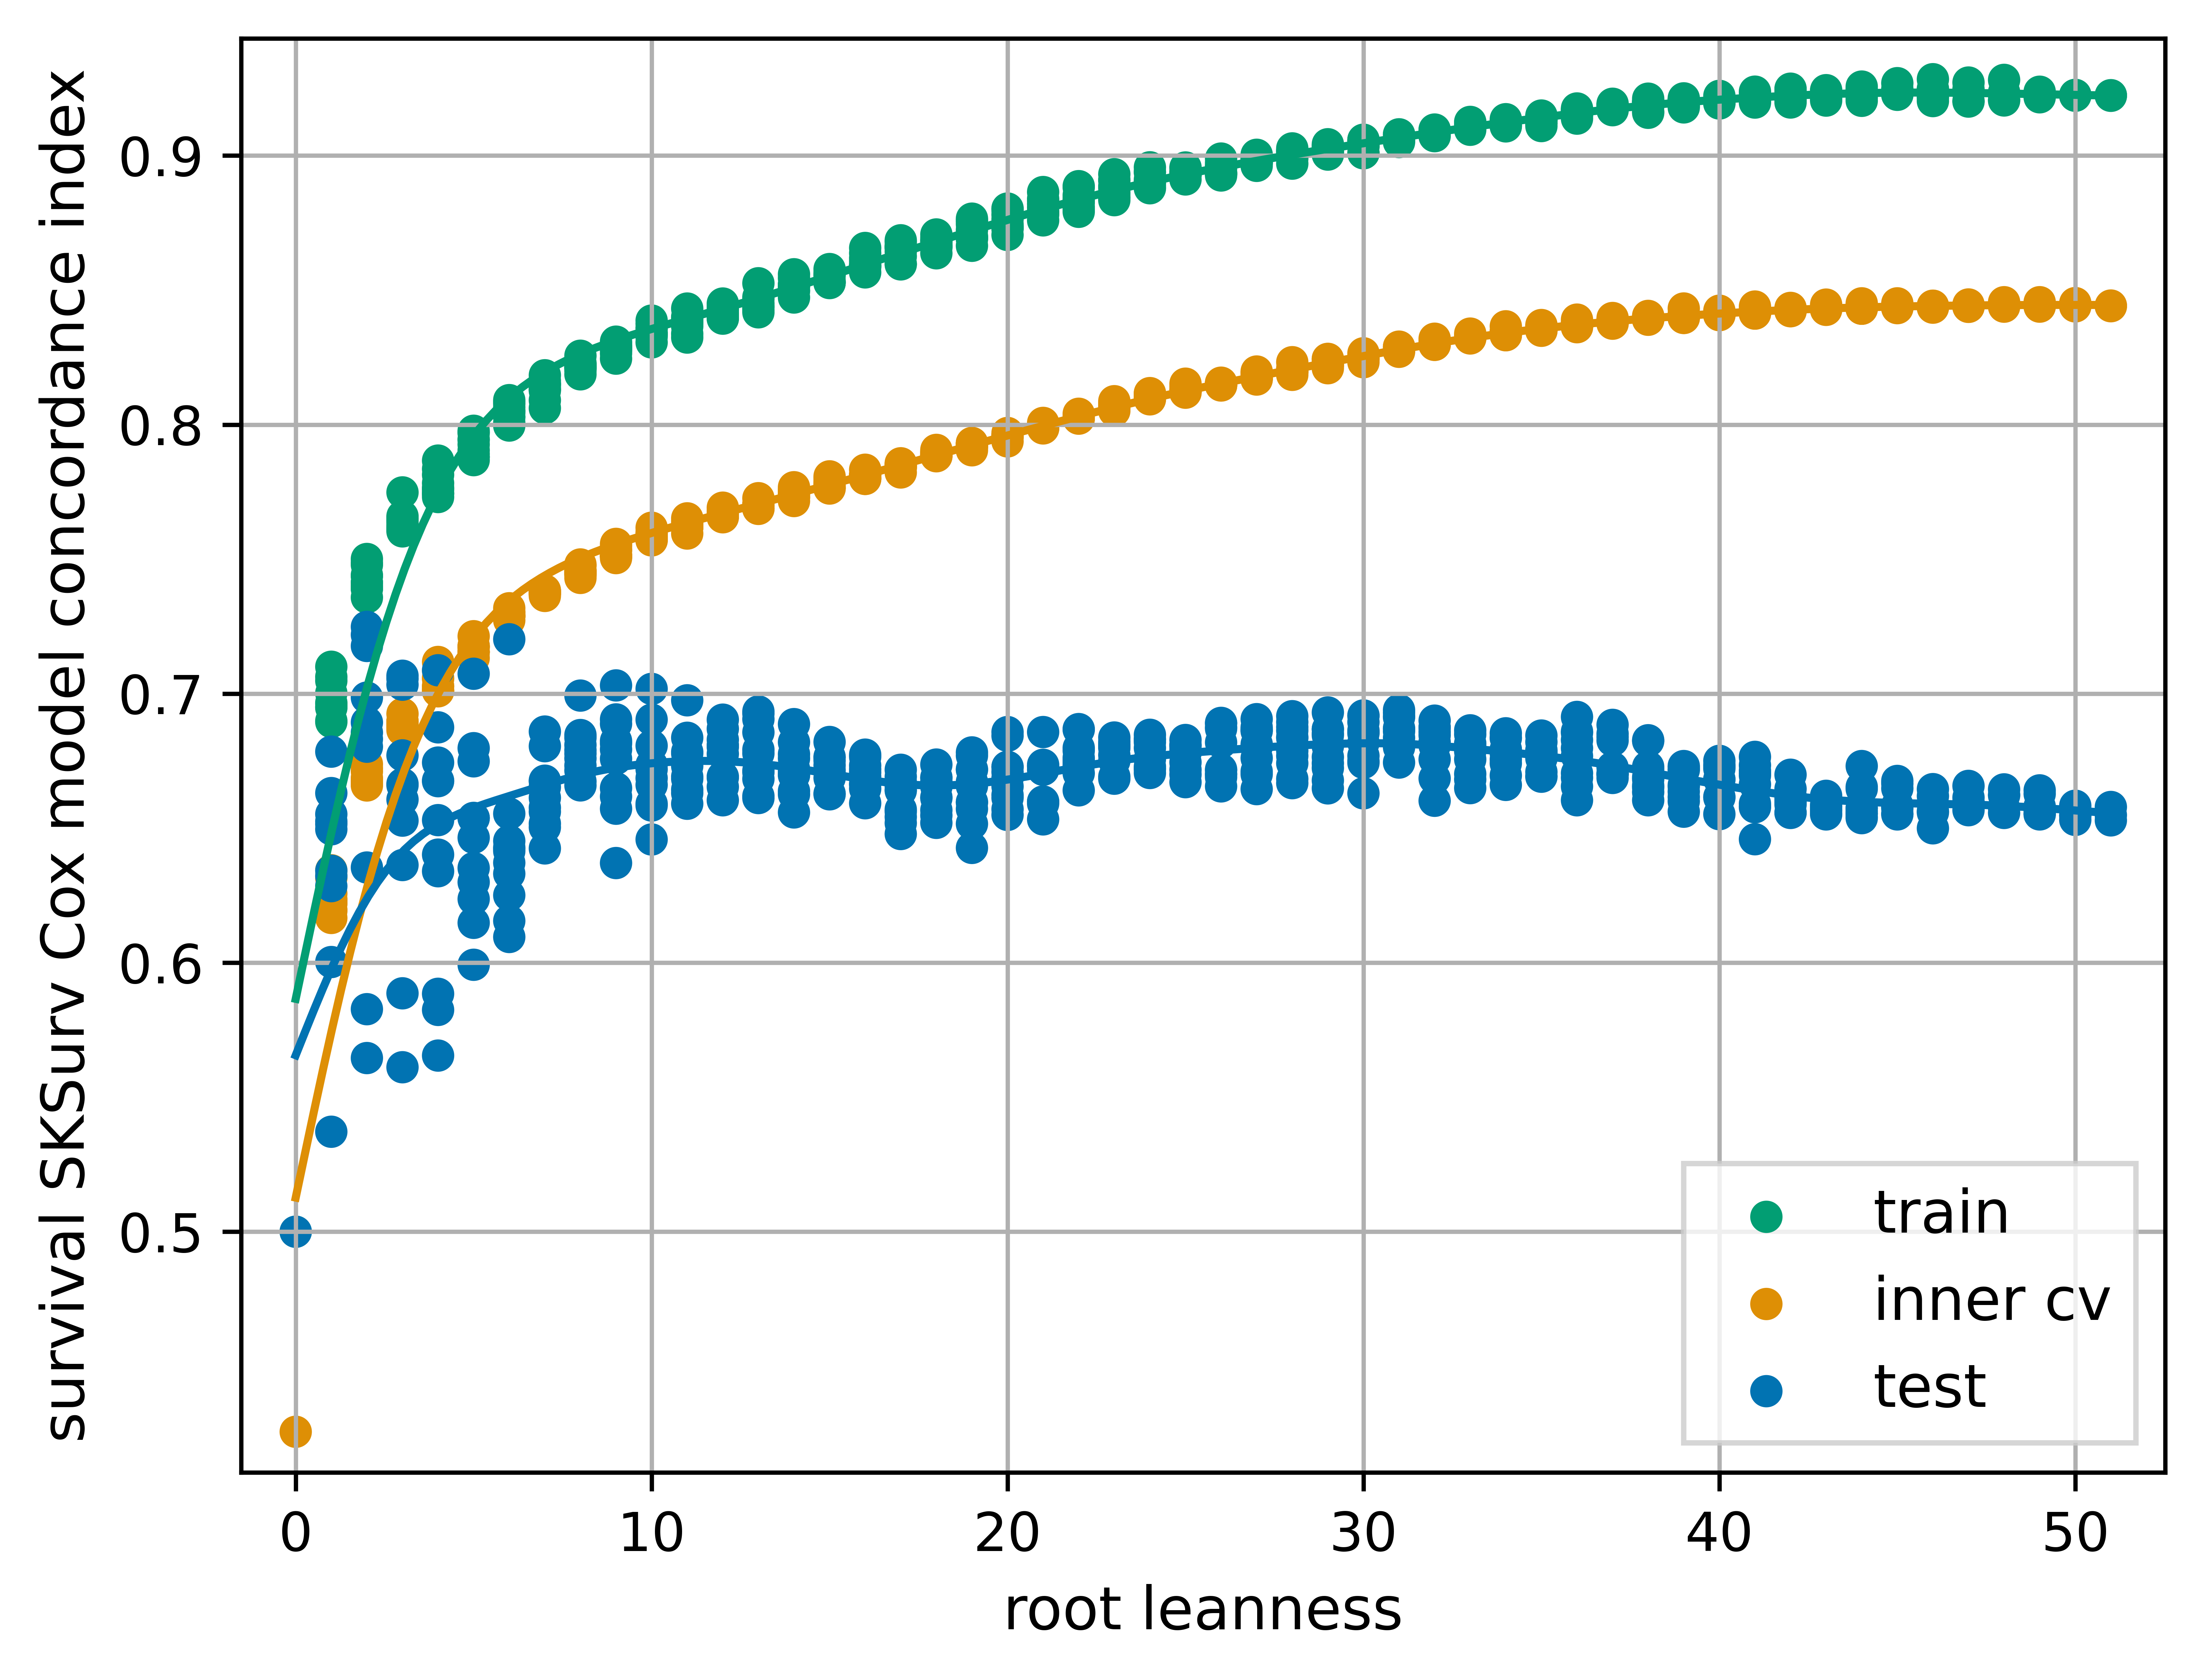 survival SKSurv Cox model concordance index
0.9
0.8
0.7
0.6
0.5
train
inner cv
test
0 10 20 30 40 50
root leanness